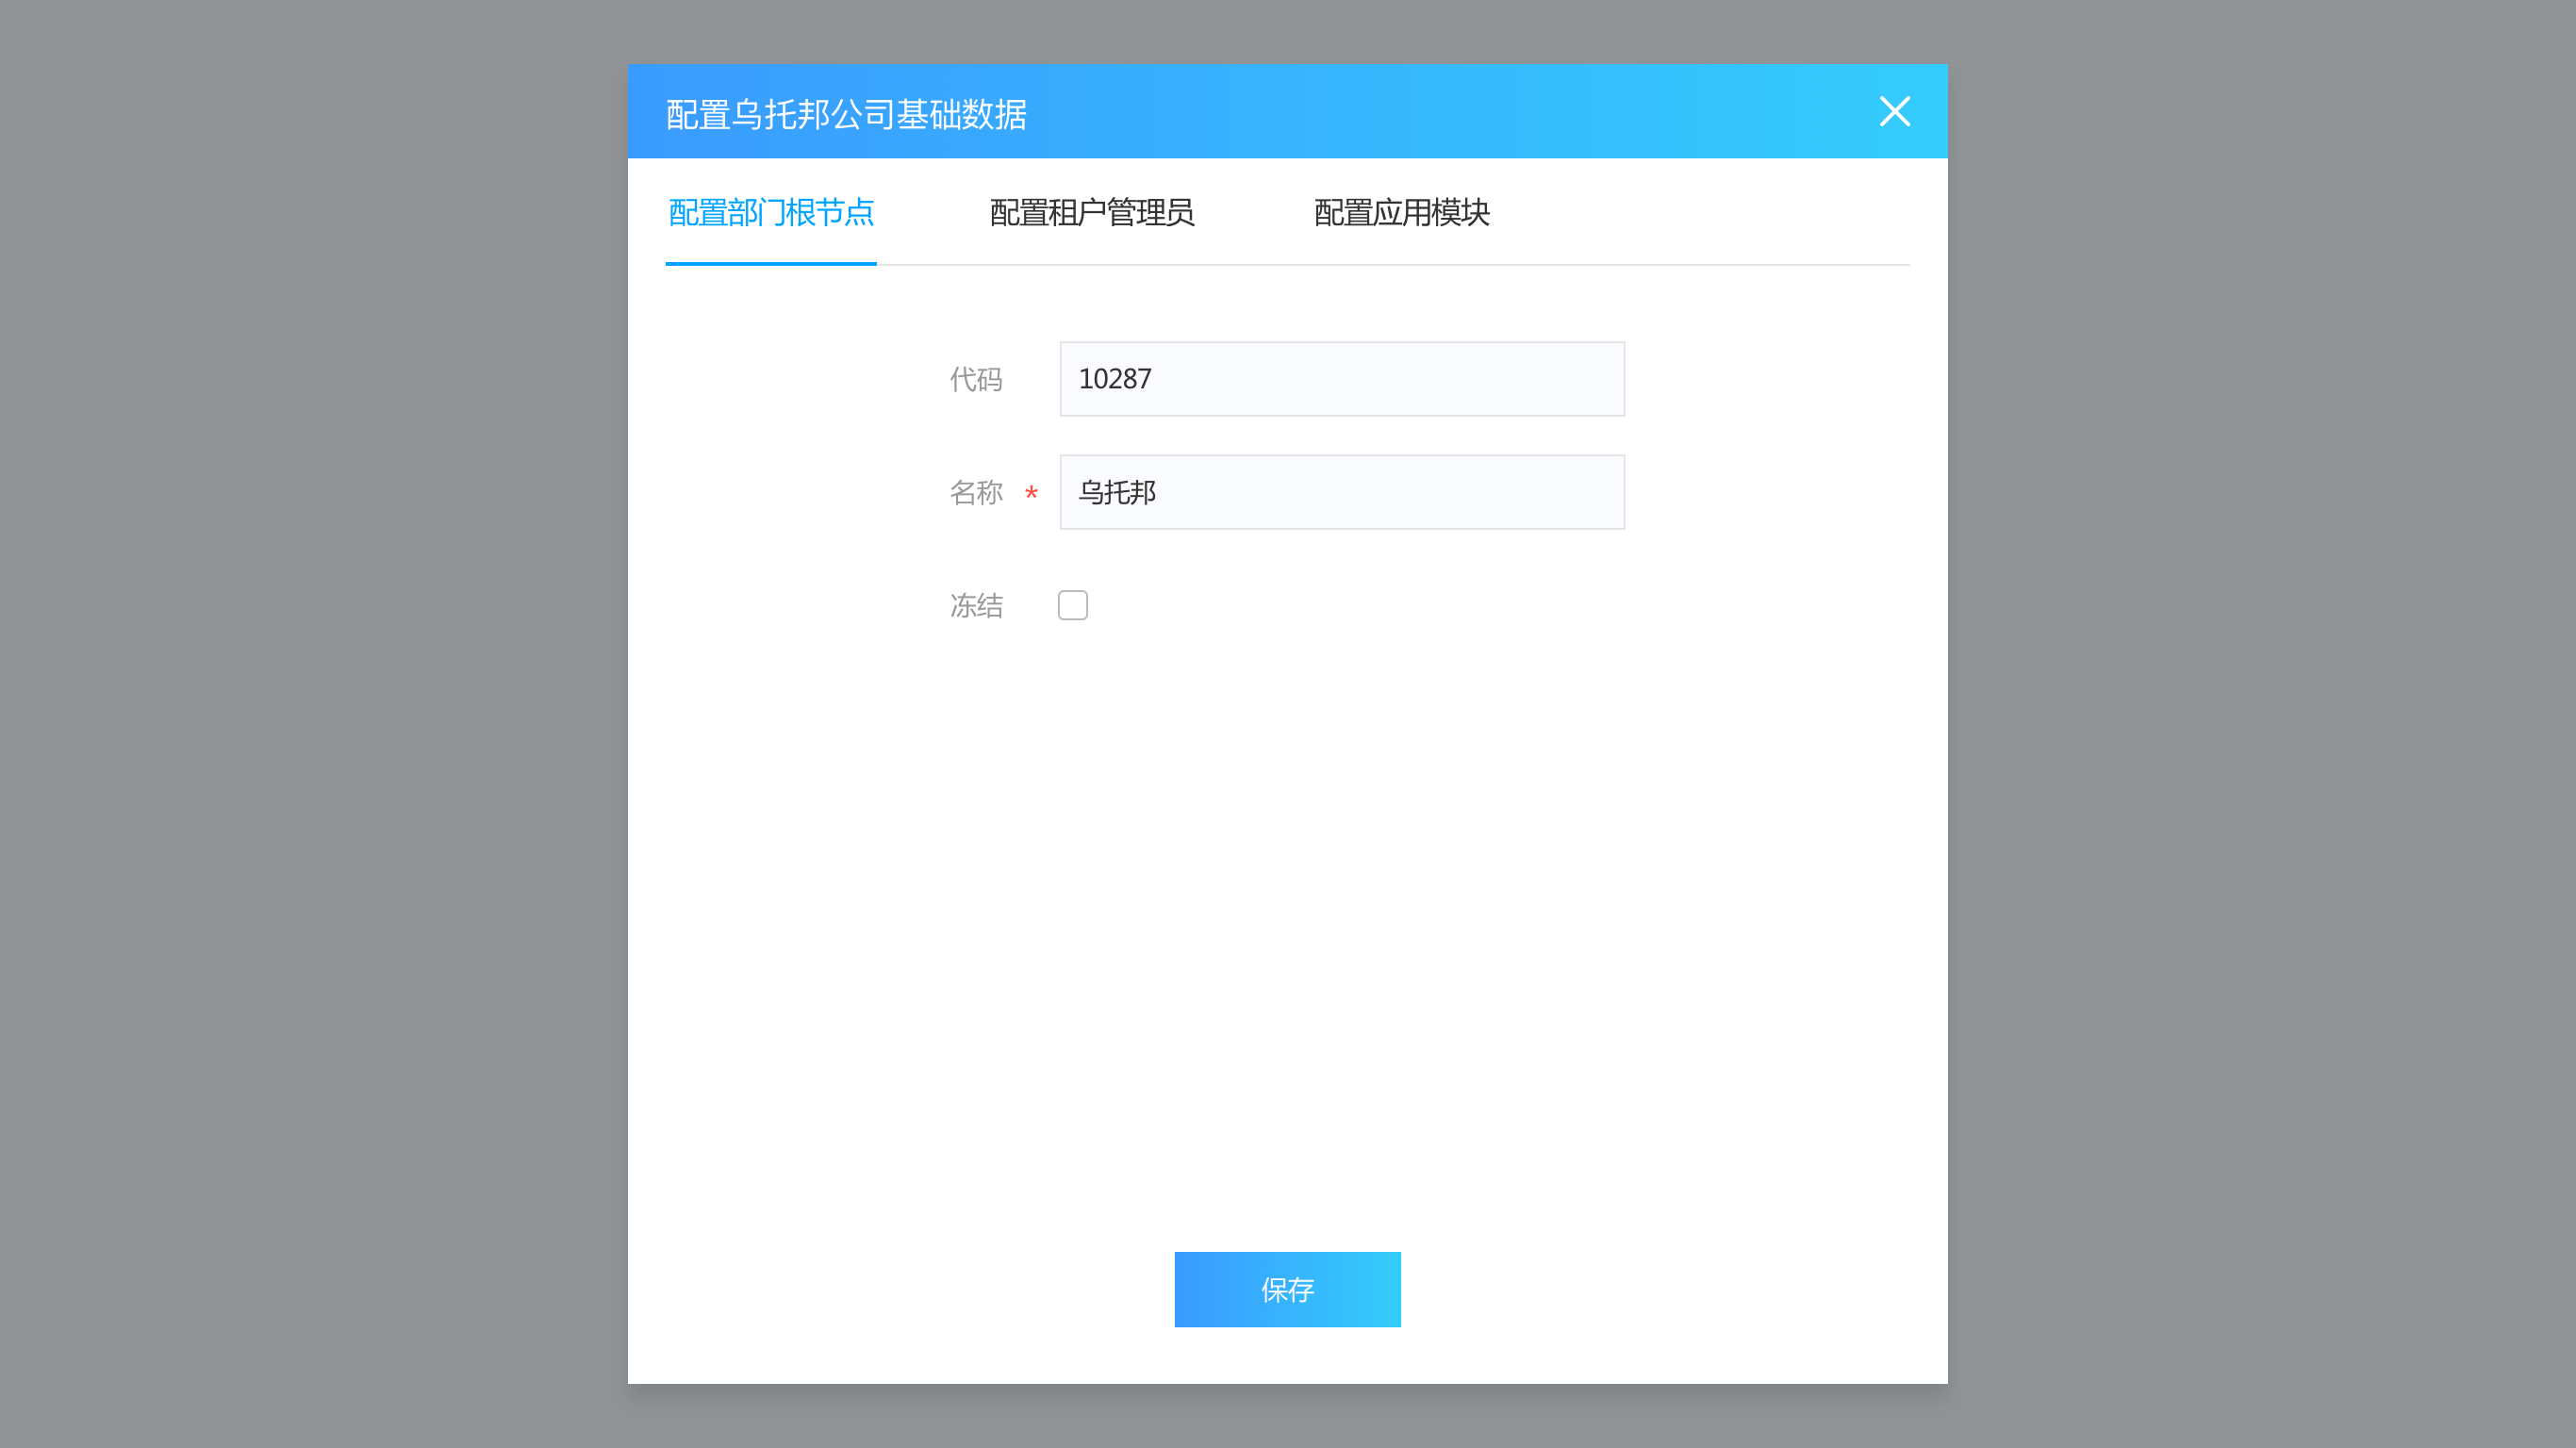 配置乌托邦公司基础数据
配置部门根节点 配置租户管理员 配置应用模块
代码 10287
名称 * 乌托邦
冻结
保存